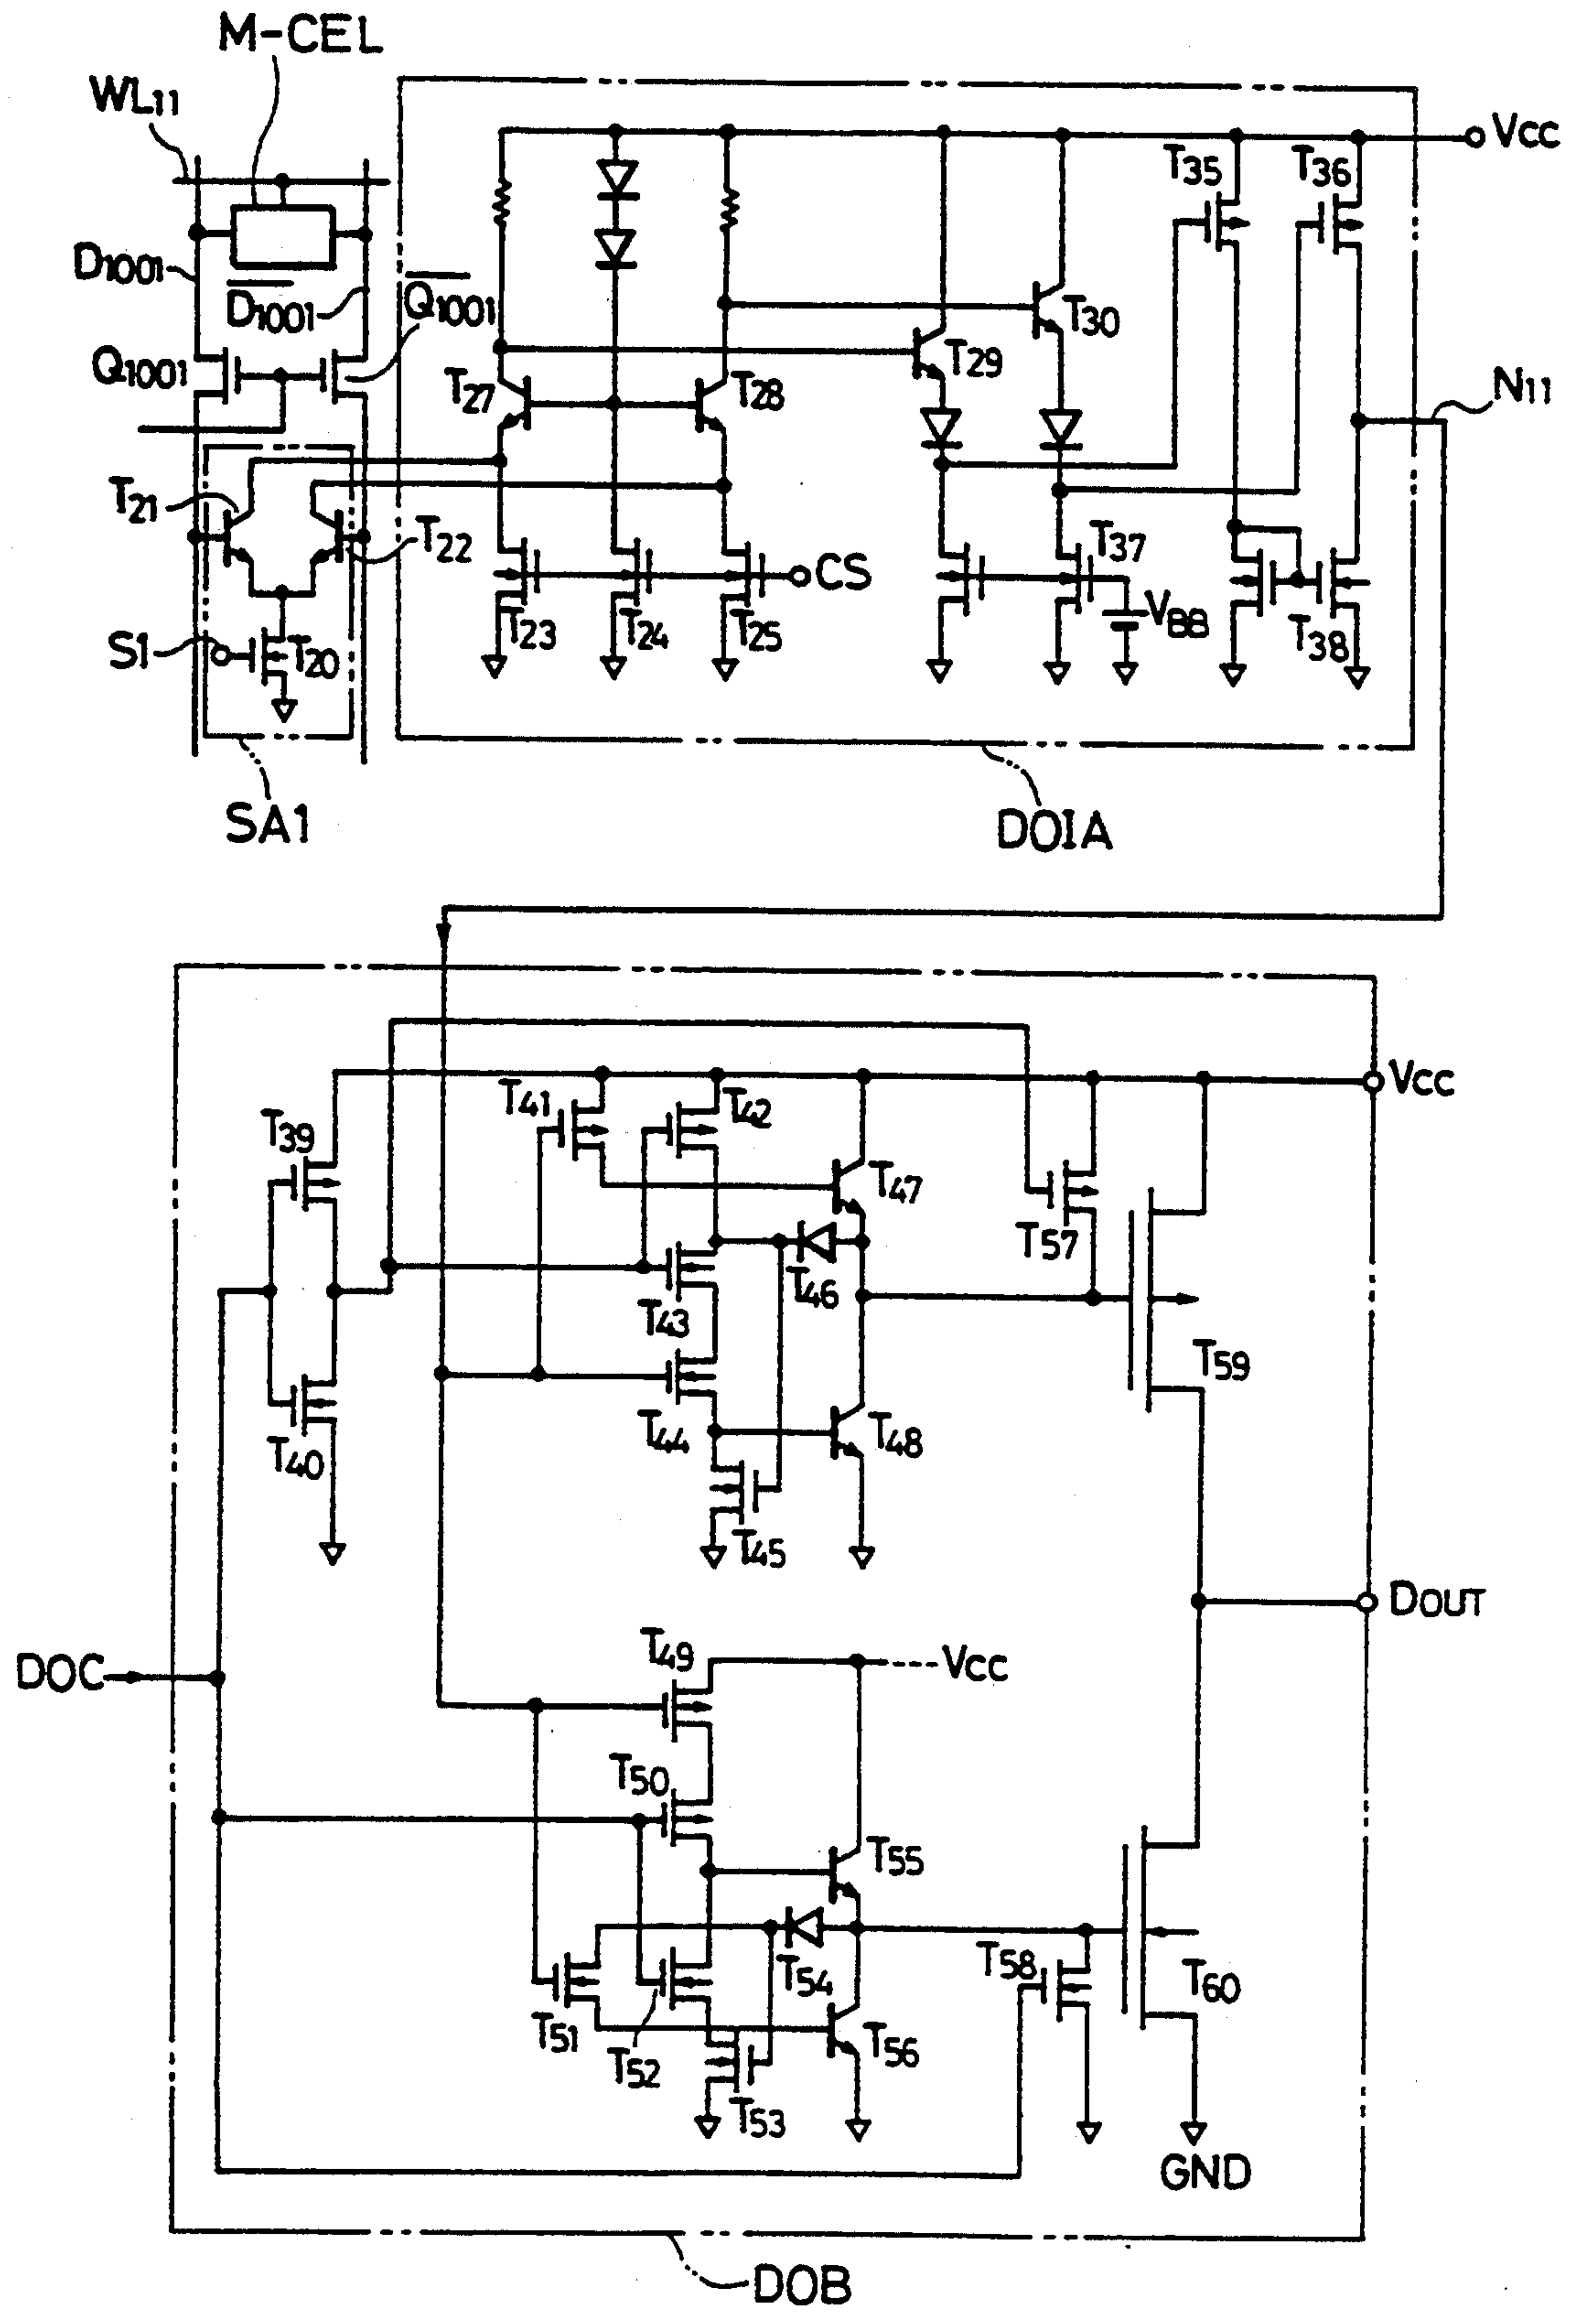 M-CEL
WL11
VCC
T35
T36
D1001
D1001
Q1001
Q1001
T30
T29
N11
T27
T28
T21
T22
T37
CS
VBB
S1
T20
T23
T24
T25
T38
SA1
DOIA
VCC
T41
T42
T39
T47
T57
T46
T43
T59
T44
T48
T40
T45
DOUT
T49
VCC
DOC
T50
T55
T58
T54
T60
T51
T52
T56
T53
GND
DOB